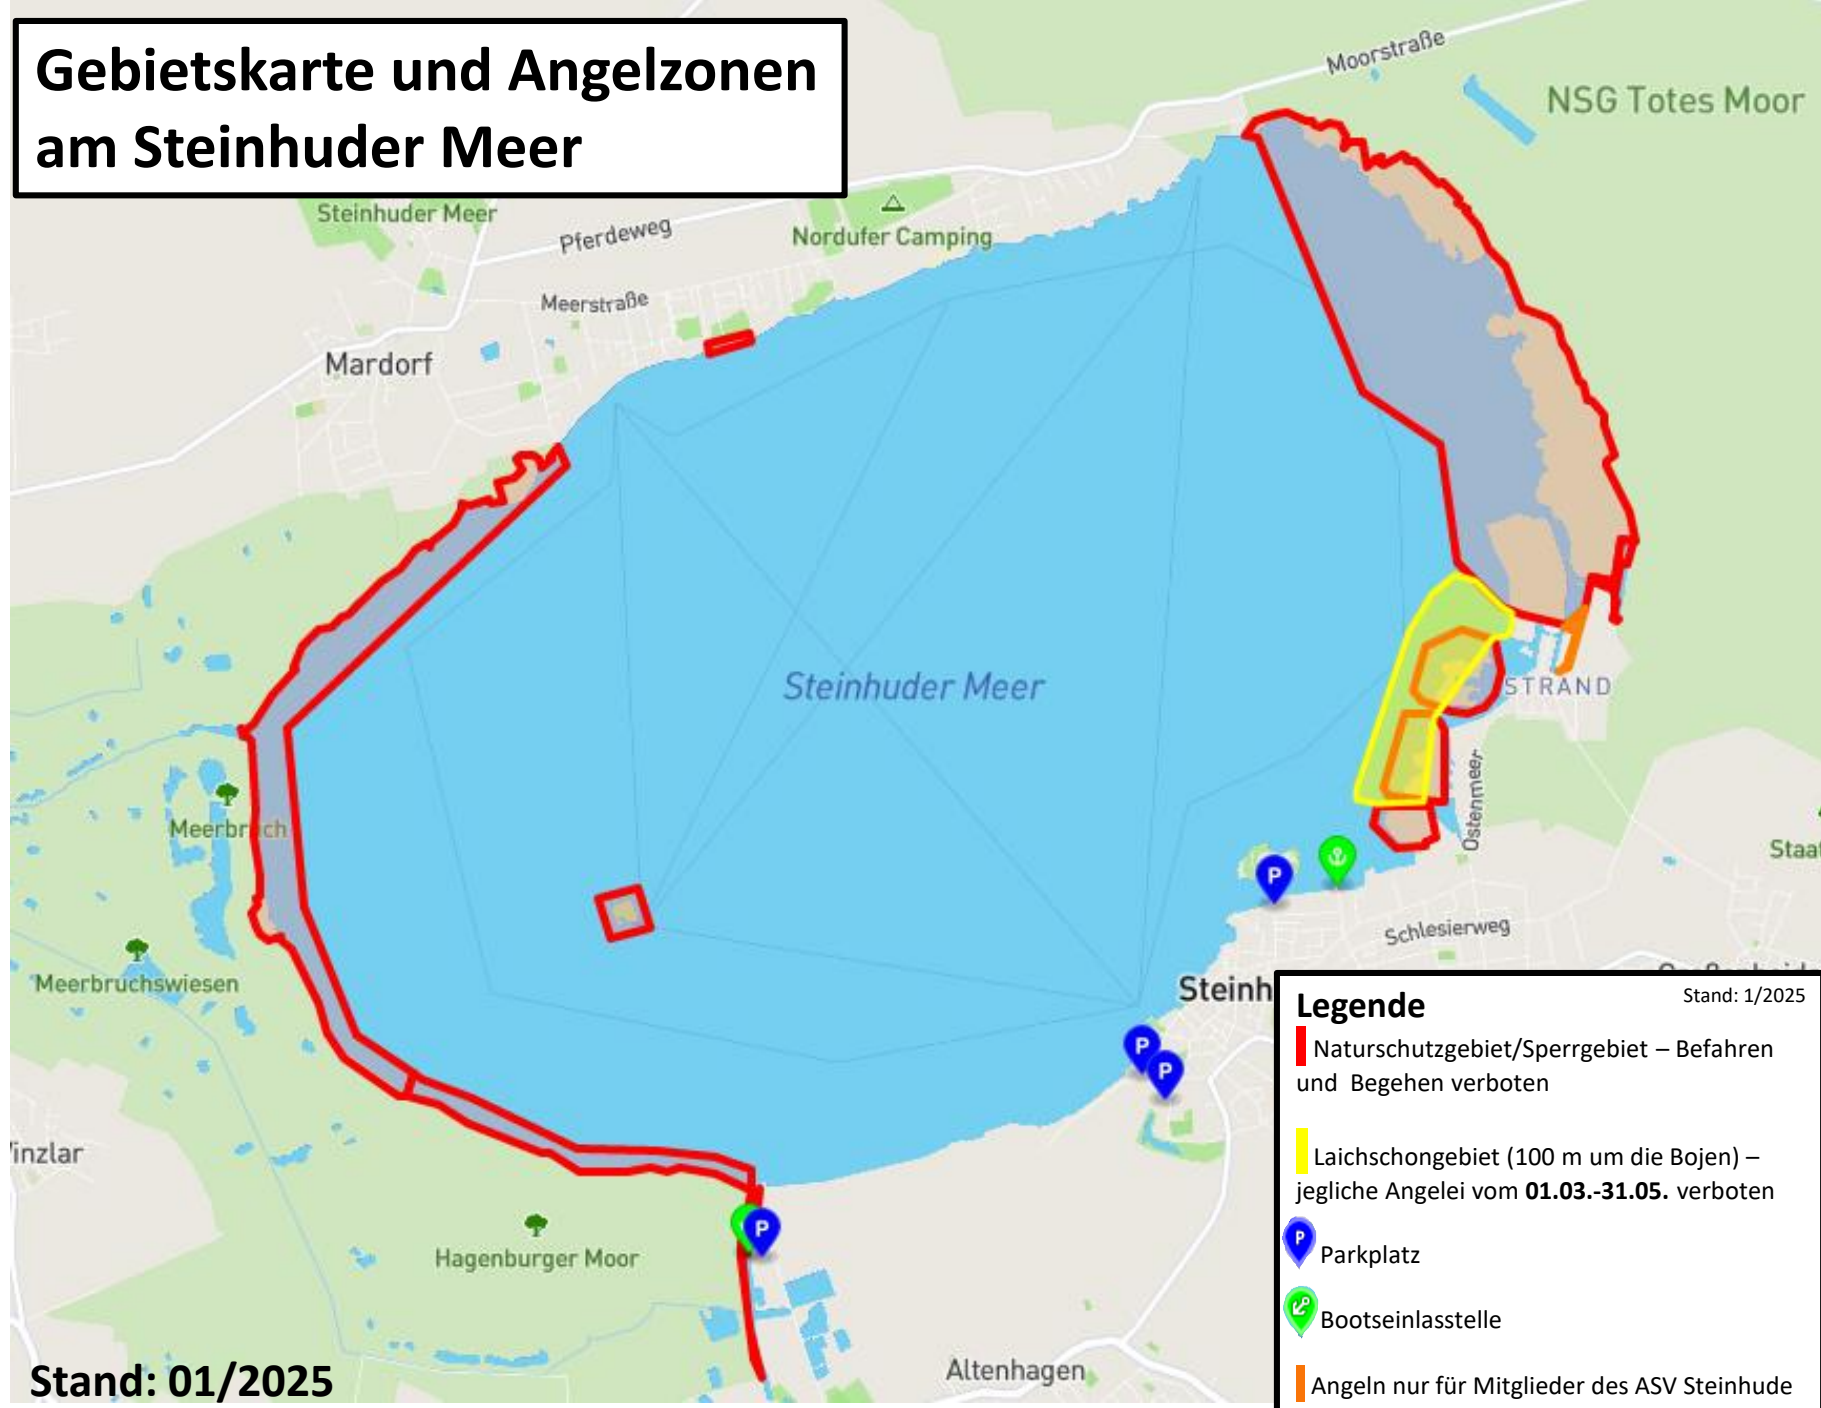 Gebietskarte und Angelzonen
am Steinhuder Meer
Moorstraße
NSG Totes Moor
Steinhuder Meer
Pferdeweg
Nordufer Camping
Meerstraße
Mardorf
Steinhuder Meer
STRAND
Ostenmeer
Meerbruch
Staa
P
Schlesierweg
Meerbruchswiesen
Steinh
P
P
inzlar
P
Hagenburger Moor
Altenhagen
Stand: 01/2025
Legende
Stand: 1/2025
Naturschutzgebiet/Sperrgebiet – Befahren
und Begehen verboten
Laichschongebiet (100 m um die Bojen) –
jegliche Angelei vom 01.03.-31.05. verboten
P
Parkplatz
Bootseinlasstelle
Angeln nur für Mitglieder des ASV Steinhude